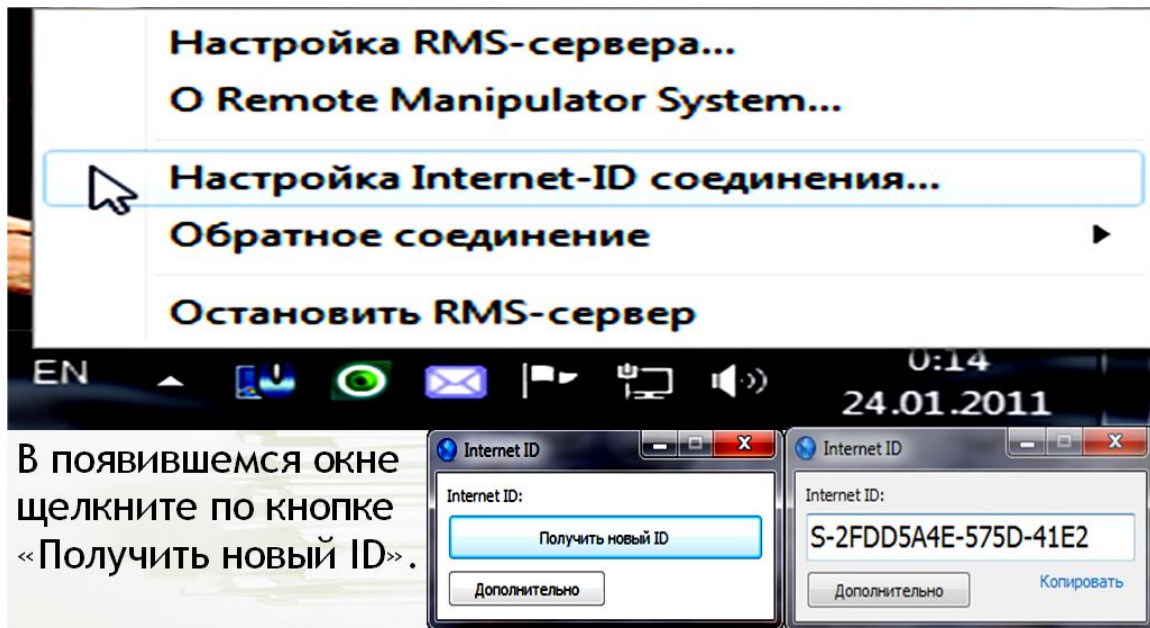 Настройка RMS-сервера...
О Remote Manipulator System...
Настройка Internet-ID соединения...
Обратное соединение
Остановить RMS-сервер
EN
0:14
24.01.2011
В появившемся окне
щелкните по кнопке
«Получить новый ID».
Internet ID
Internet ID:
Получить новый ID
Дополнительно
Internet ID
Internet ID:
S-2FDD5A4E-575D-41E2
Дополнительно Копировать